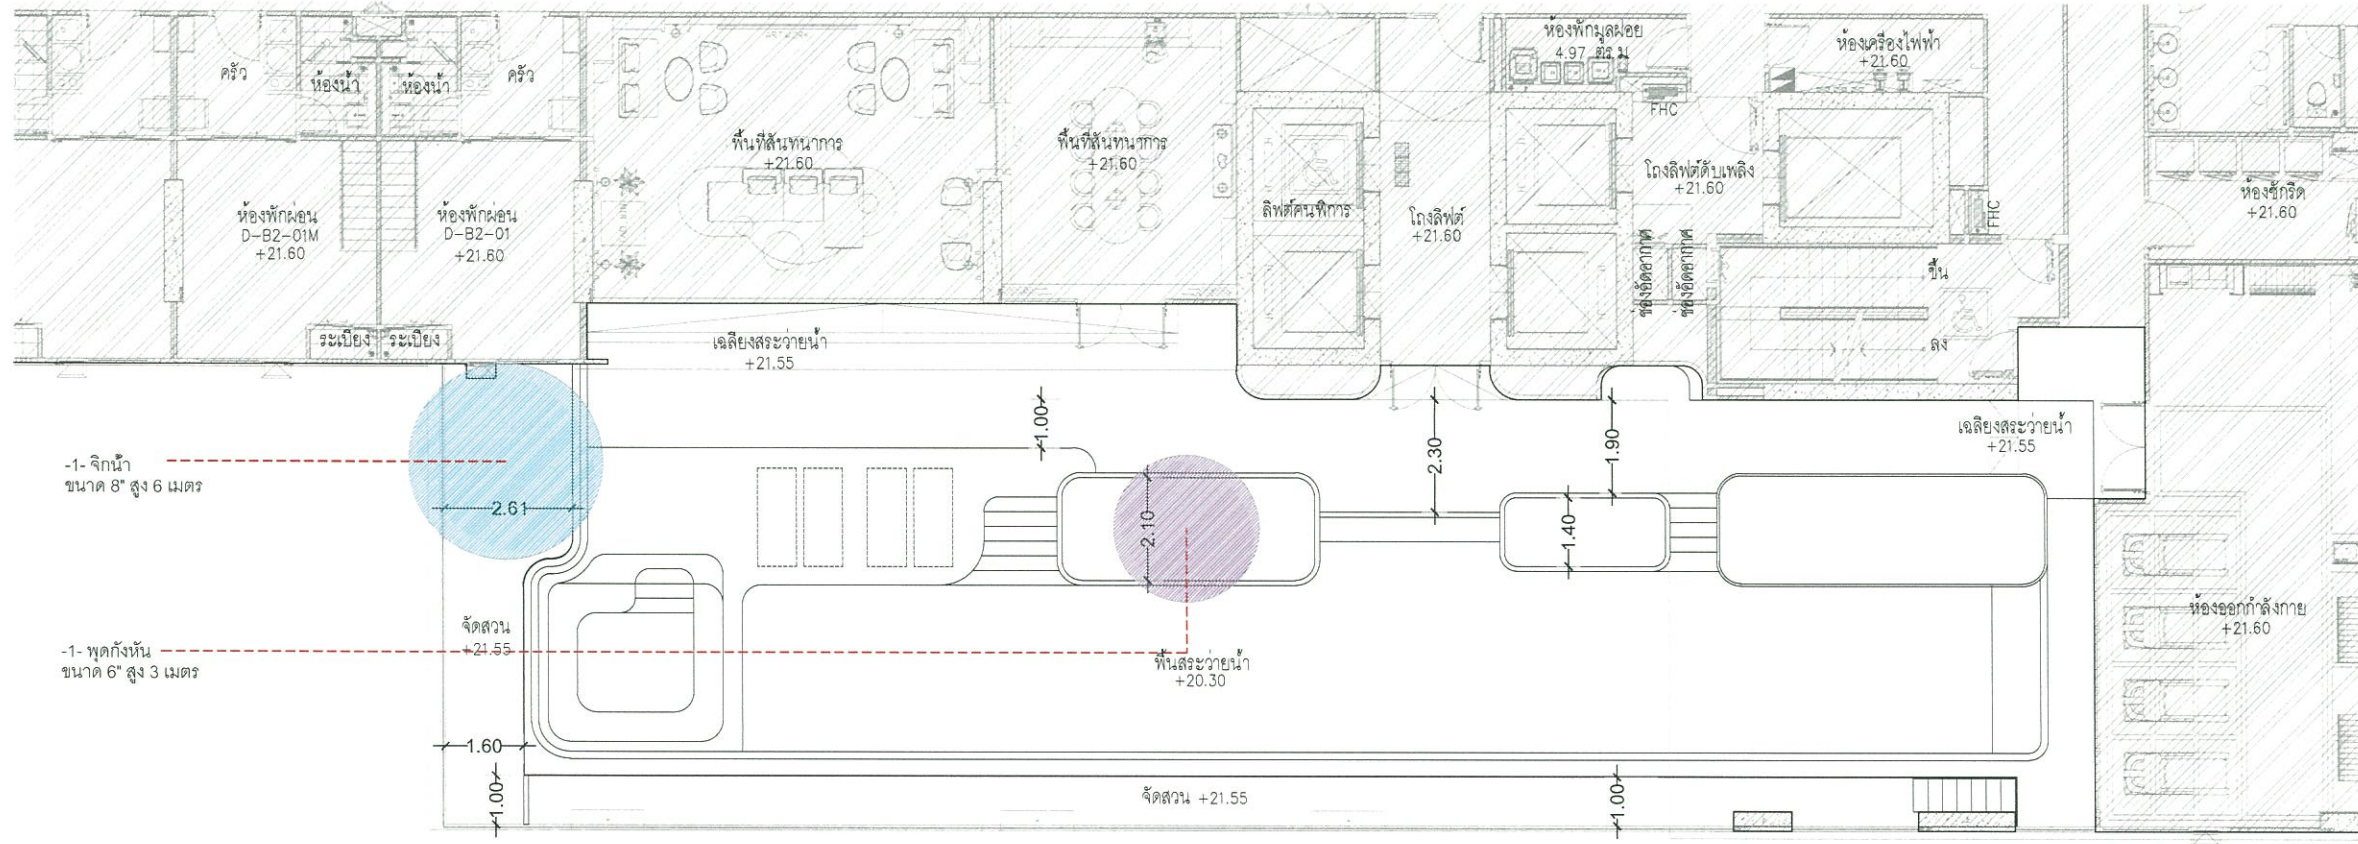 ครัว
ห้องน้ำ
ห้องน้ำ
ครัว
ห้องพักผ่อน
D-B2-01M
+21.60
ห้องพักผ่อน
D-B2-01
+21.60
ระเบียง
ระเบียง
พื้นที่สันทนาการ
+21.60
พื้นที่สันทนาการ
+21.60
ลิฟต์คนพิการ
โถงลิฟต์
+21.60
ห้องพักมูลฝอย
4.97 ตร.ม
FHC
โถงลิฟต์ดับเพลิง
+21.60
ห้องเครื่องไฟฟ้า
+21.60
FHC
ช่องอัดอากาศ
ช่องอัดอากาศ
ขึ้น
ลง
ห้องซักรีด
+21.60
เฉลียงสระว่ายน้ำ
+21.55
เฉลียงสระว่ายน้ำ
+21.55
1.00
2.30
1.90
-1- จิกน้ำ
ขนาด 8" สูง 6 เมตร
2.61
2.10
1.40
-1- พุดกังหัน
ขนาด 6" สูง 3 เมตร
จัดสวน
+21.55
พื้นสระว่ายน้ำ
+20.30
ห้องออกกำลังกาย
+21.60
1.60
1.00
จัดสวน +21.55
1.00